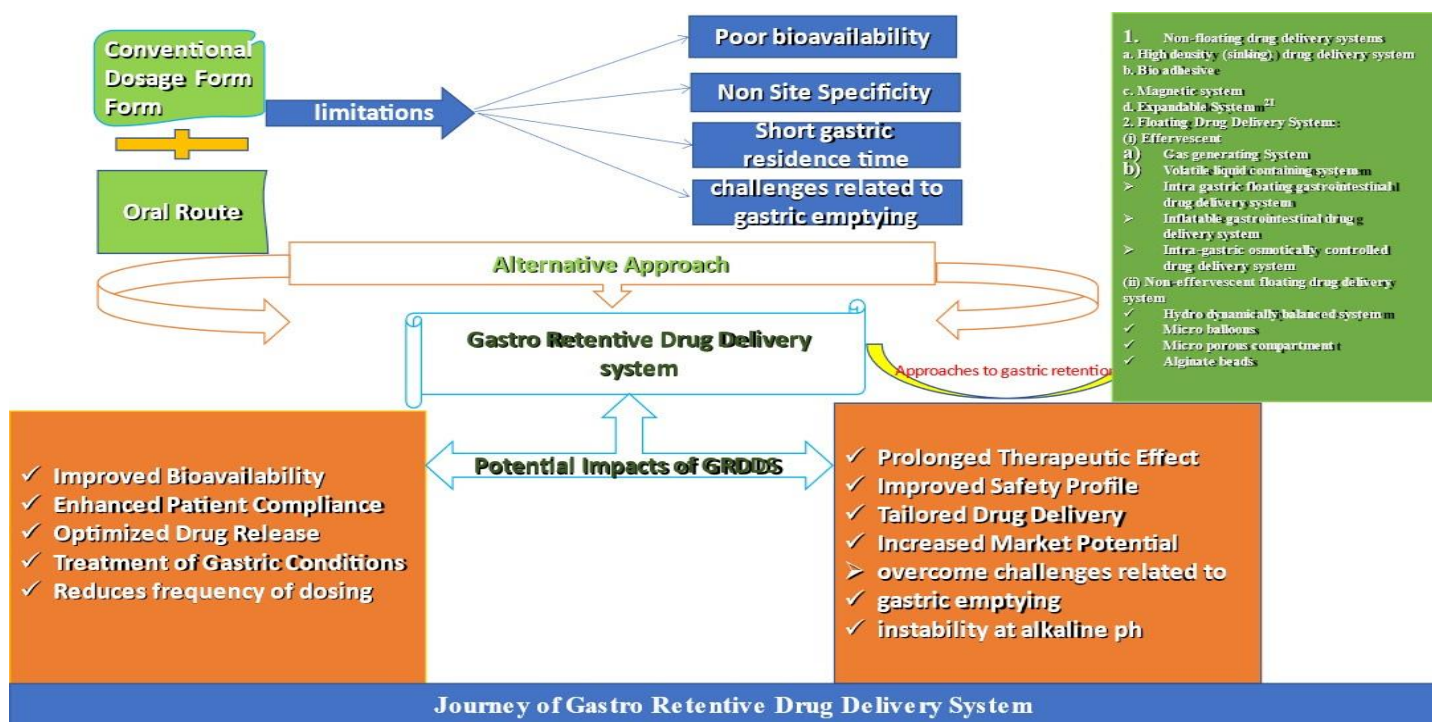 Conventional
Dosage Form
Form
Oral Route
limitations
Poor bioavailability
Non Site Specificity
Short gastric
residence time
challenges related to
gastric emptying
1. Non-floating drug delivery systems
a. High density (sinking) drug delivery system
b. Bio adhesive
c. Magnetic system
d. Expandable System21
2. Floating Drug Delivery System:
(i) Effervescent
a) Gas generating System
b) Volatile liquid containing system
➢ Intra gastric floating gastrointestinal
drug delivery system
➢ Inflatable gastrointestinal drug
delivery system
➢ Intra-gastric osmotically controlled
drug delivery system
(ii) Non-effervescent floating drug delivery
system
✓ Hydro dynamically balanced system
✓ Micro balloons
✓ Micro porous compartment
✓ Alginate beads
Alternative Approach
Gastro Retentive Drug Delivery
system
Approaches to gastric retention
Potential Impacts of GRDDS
✓ Improved Bioavailability
✓ Enhanced Patient Compliance
✓ Optimized Drug Release
✓ Treatment of Gastric Conditions
✓ Reduces frequency of dosing
✓ Prolonged Therapeutic Effect
✓ Improved Safety Profile
✓ Tailored Drug Delivery
✓ Increased Market Potential
➢ overcome challenges related to
✓ gastric emptying
✓ instability at alkaline ph
Journey of Gastro Retentive Drug Delivery System